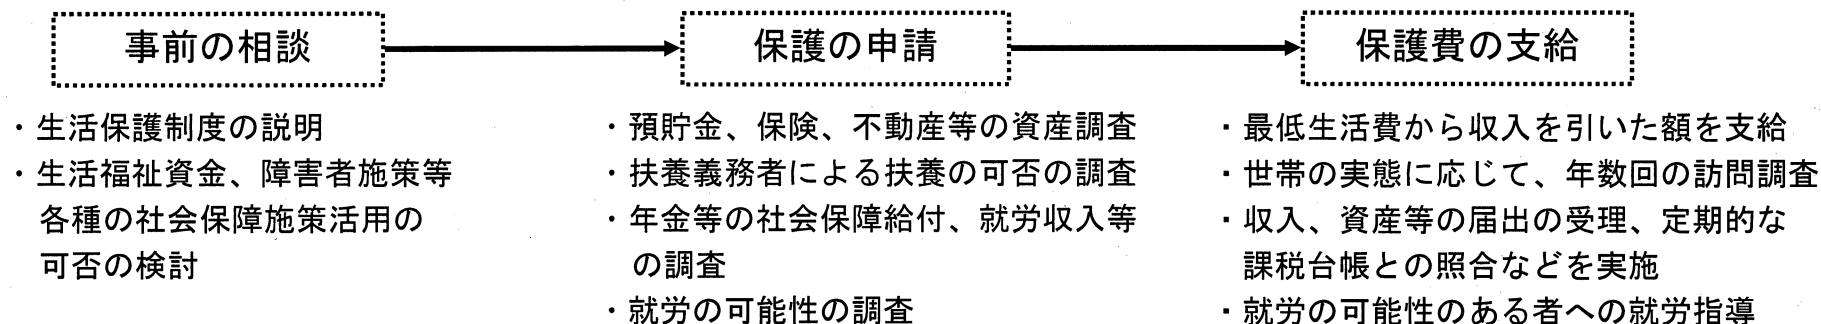 事前の相談
保護の申請
保護費の支給
・生活保護制度の説明
・生活福祉資金、障害者施策等
各種の社会保障施策活用の
可否の検討
・預貯金、保険、不動産等の資産調査
・扶養義務者による扶養の可否の調査
・年金等の社会保障給付、就労収入等
の調査
・就労の可能性の調査
・最低生活費から収入を引いた額を支給
・世帯の実態に応じて、年数回の訪問調査
・収入、資産等の届出の受理、定期的な
課税台帳との照合などを実施
・就労の可能性のある者への就労指導